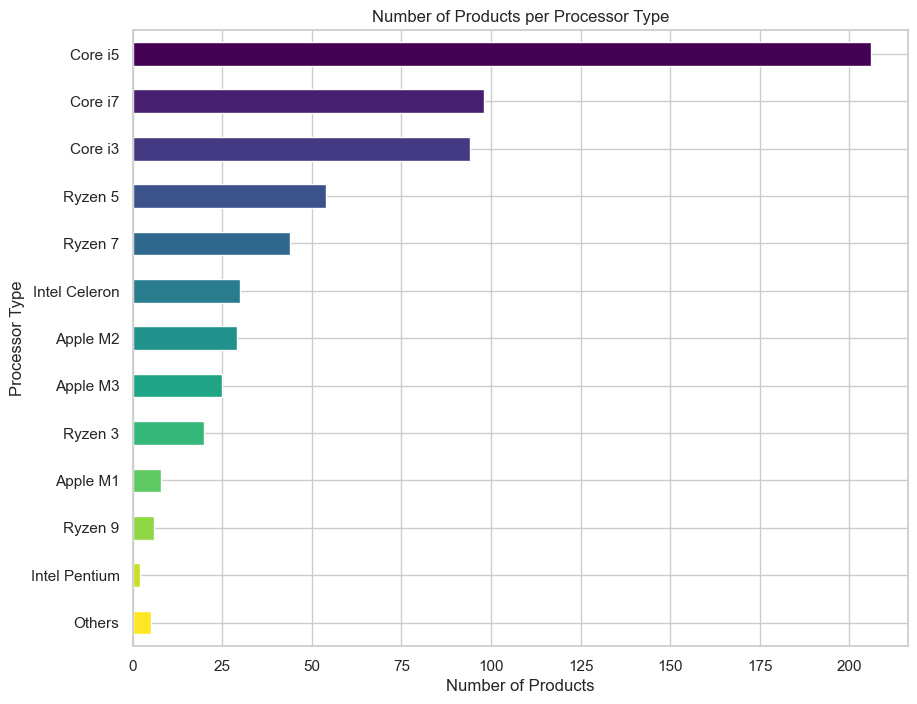 Number of Products per Processor Type
Processor Type
Core i5
Core i7
Core i3
Ryzen 5
Ryzen 7
Intel Celeron
Apple M2
Apple M3
Ryzen 3
Apple M1
Ryzen 9
Intel Pentium
Others
0 25 50 75 100 125 150 175 200
Number of Products